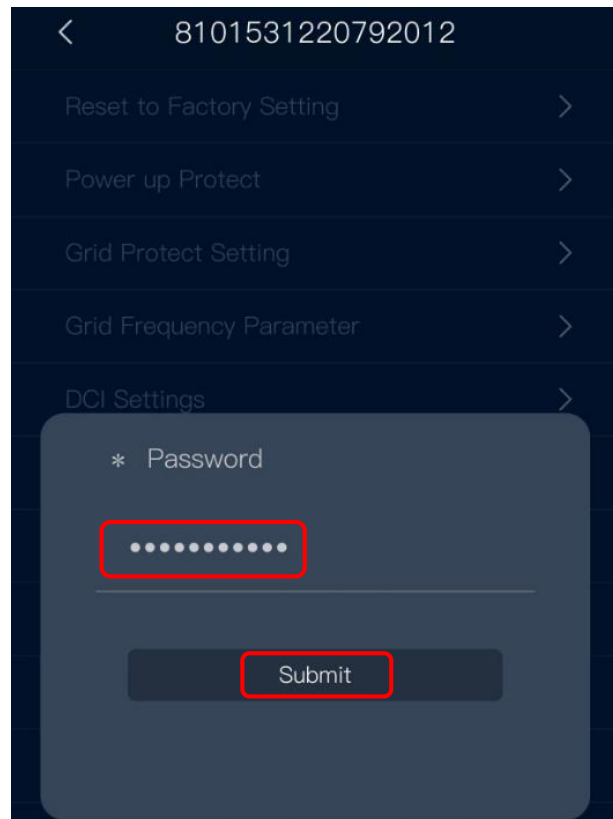 8101531220792012
Reset to Factory Setting
Power up Protect
Grid Protect Setting
Grid Frequency Parameter
DCI Settings
* Password
•••••••••••
Submit